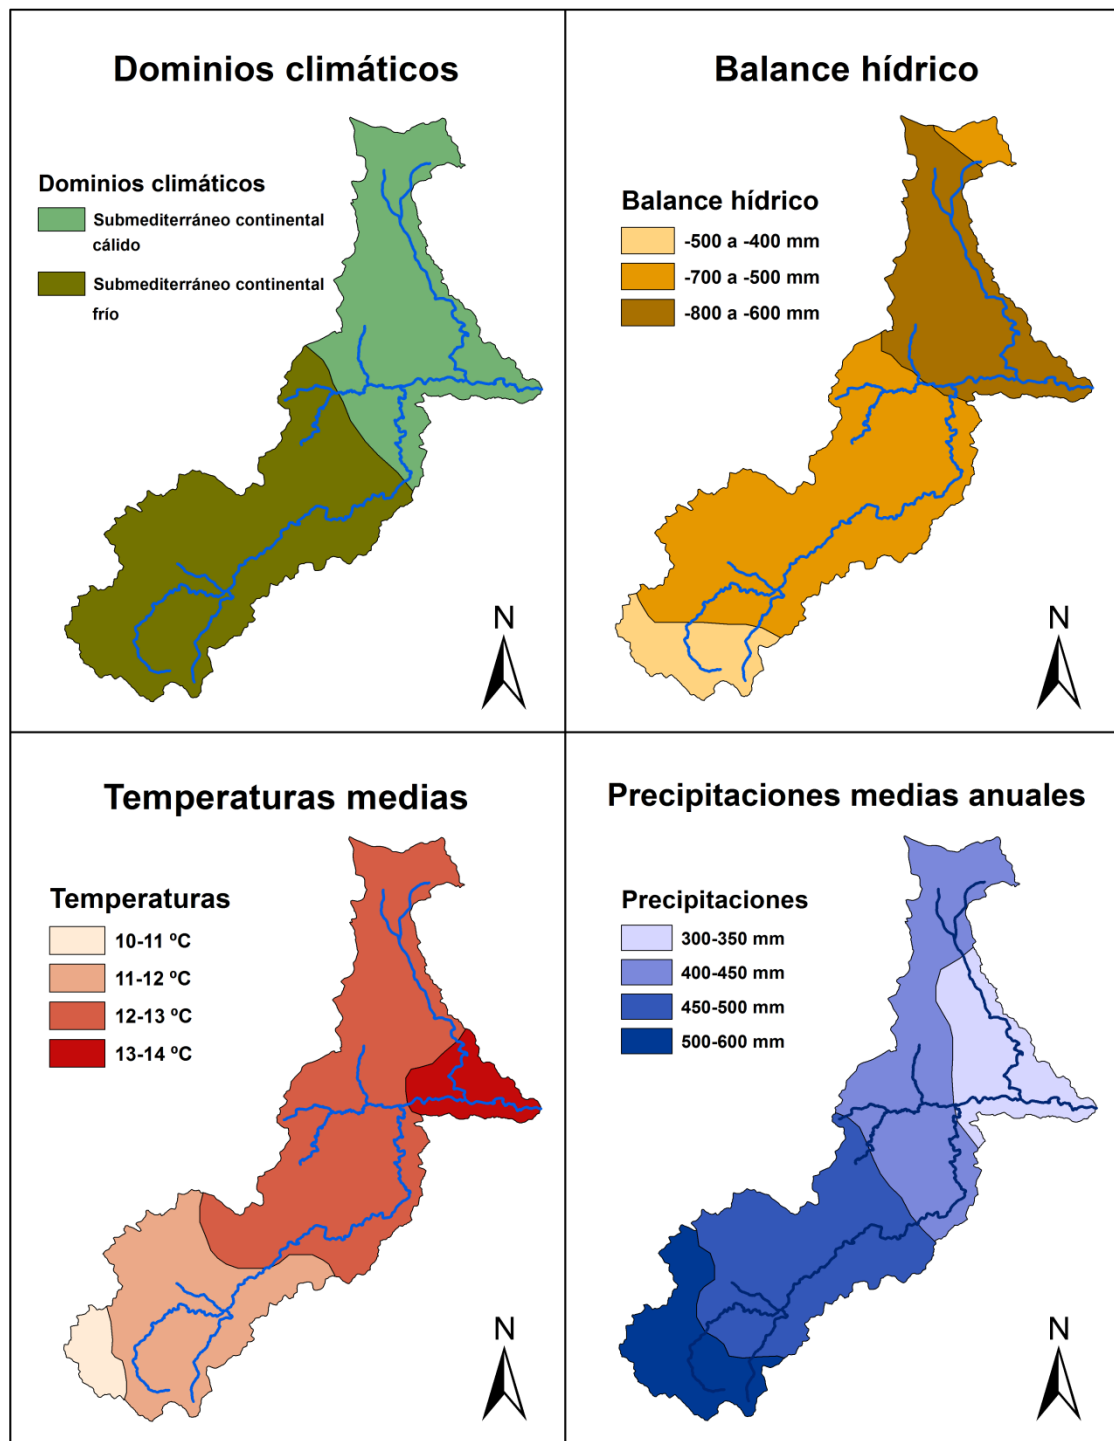 Dominios climáticos
Dominios climáticos
Submediterráneo continental
cálido
Submediterráneo continental
frío
N
Balance hídrico
Balance hídrico
-500 a -400 mm
-700 a -500 mm
-800 a -600 mm
N
Temperaturas medias
Temperaturas
10-11 ºC
11-12 ºC
12-13 ºC
13-14 ºC
N
Precipitaciones medias anuales
Precipitaciones
300-350 mm
400-450 mm
450-500 mm
500-600 mm
N